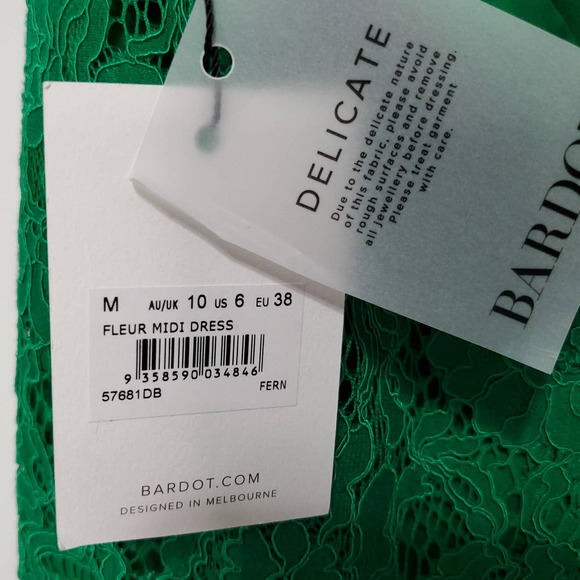 DELICATE
Due to the delicate nature
of this fabric, please avoid
rough surfaces and remove
all jewellery before dressing.
Please treat garment
with care.
BARDOT
M AU/UK 10 US 6 EU 38
FLEUR MIDI DRESS
9 358590 034846
57681DB FERN
BARDOT.COM
DESIGNED IN MELBOURNE